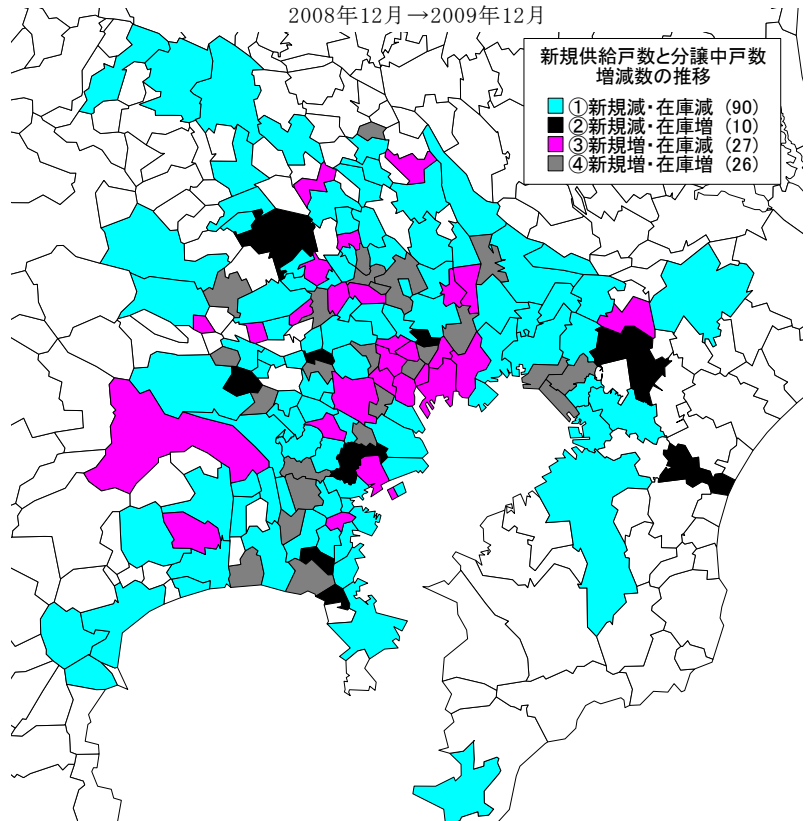 2008年12月→2009年12月
新規供給戸数と分譲中戸数
増減数の推移
①新規減・在庫減 (90)
②新規減・在庫増 (10)
③新規増・在庫減 (27)
④新規増・在庫増 (26)